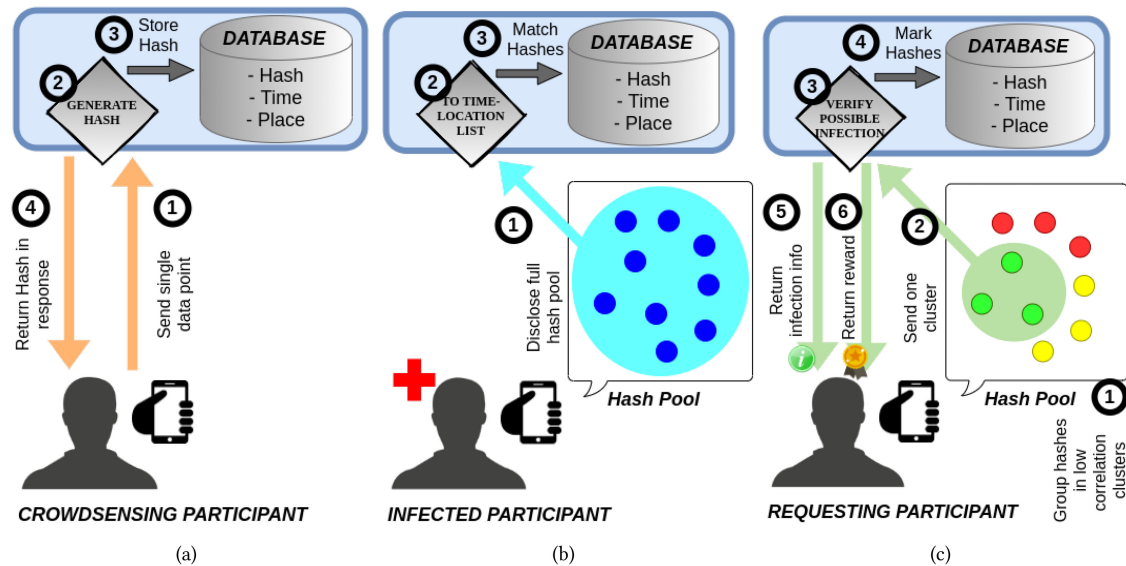 3
Store
Hash
2
GENERATE
HASH
DATABASE
- Hash
- Time
- Place
4
Return Hash in
response
1
Send single
data point
CROWDSENSING PARTICIPANT
(a)
3
Match
Hashes
2
TO TIME-
LOCATION
LIST
DATABASE
- Hash
- Time
- Place
1
Disclose full
hash pool
Hash Pool
INFECTED PARTICIPANT
(b)
4
Mark
Hashes
3
VERIFY
POSSIBLE
INFECTION
DATABASE
- Hash
- Time
- Place
5
Return
infection info
i
6
Return reward
2
Send one
cluster
Hash Pool
1
Group hashes
in low
correlation
clusters
REQUESTING PARTICIPANT
(c)